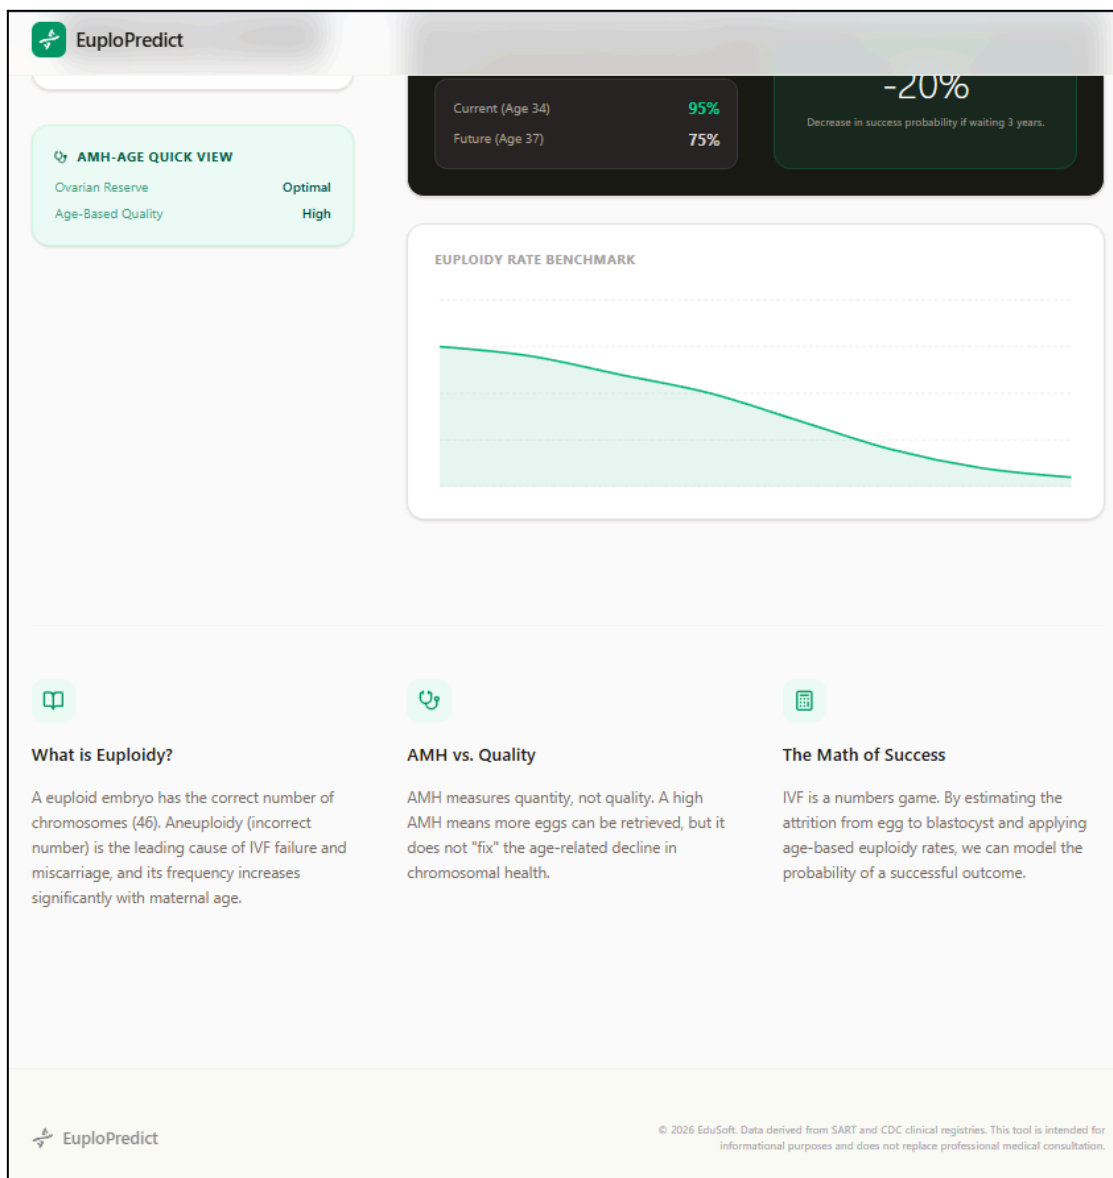 EuploPredict
-20%
Current (Age 34) 95%
Decrease in success probability if waiting 3 years.
Future (Age 37) 75%
AMH-AGE QUICK VIEW
Ovarian Reserve Optimal
Age-Based Quality High
EUPLOIDY RATE BENCHMARK
What is Euploidy?
A euploid embryo has the correct number of
chromosomes (46). Aneuploidy (incorrect
number) is the leading cause of IVF failure and
miscarriage, and its frequency increases
significantly with maternal age.
AMH vs. Quality
AMH measures quantity, not quality. A high
AMH means more eggs can be retrieved, but it
does not "fix" the age-related decline in
chromosomal health.
The Math of Success
IVF is a numbers game. By estimating the
attrition from egg to blastocyst and applying
age-based euploidy rates, we can model the
probability of a successful outcome.
EuploPredict
© 2026 EduSoft. Data derived from SART and CDC clinical registries. This tool is intended for
informational purposes and does not replace professional medical consultation.